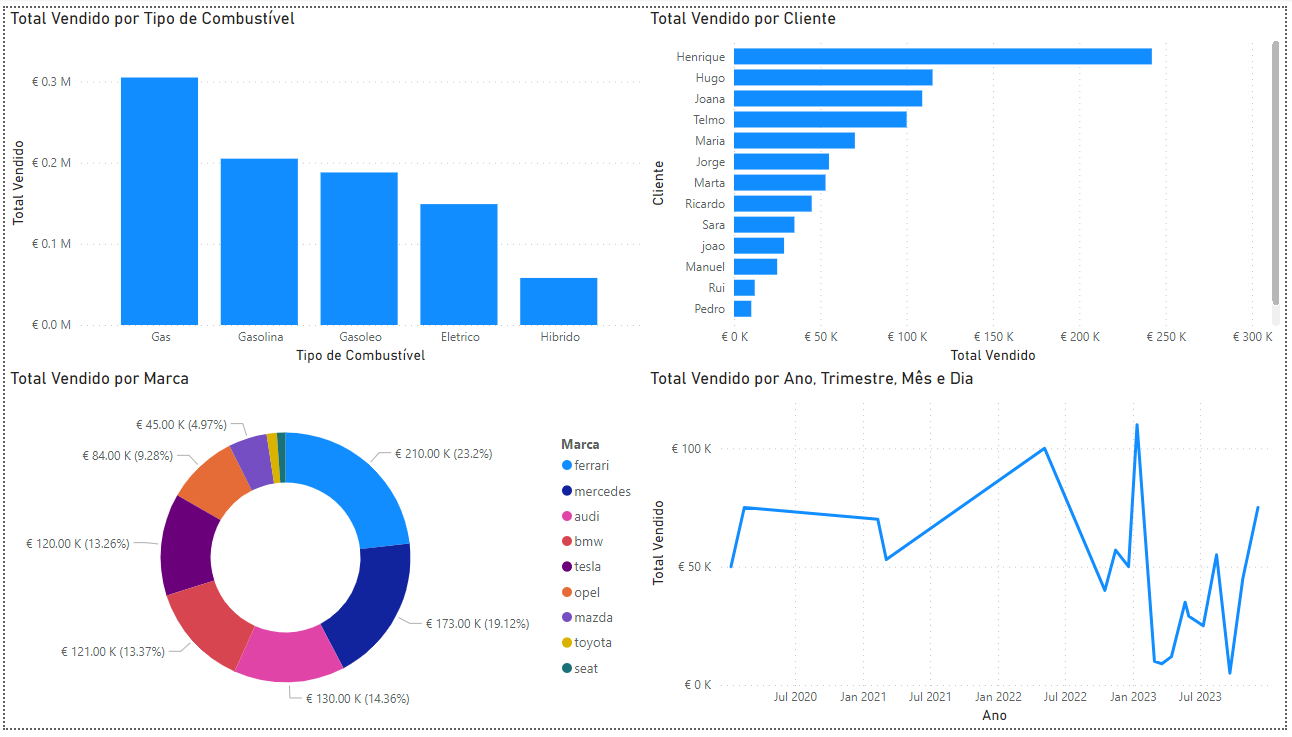 Total Vendido por Tipo de Combustível
Total Vendido
€ 0.3 M
€ 0.2 M
€ 0.1 M
€ 0.0 M
Gas
Gasolina
Gasoleo
Eletrico
Hibrido
Tipo de Combustível
Total Vendido por Cliente
Cliente
Henrique
Hugo
Joana
Telmo
Maria
Jorge
Marta
Ricardo
Sara
joao
Manuel
Rui
Pedro
€ 0 K
€ 50 K
€ 100 K
€ 150 K
€ 200 K
€ 250 K
€ 300 K
Total Vendido
Total Vendido por Marca
€ 45.00 K (4.97%)
€ 84.00 K (9.28%)
€ 120.00 K (13.26%)
€ 121.00 K (13.37%)
€ 130.00 K (14.36%)
€ 173.00 K (19.12%)
€ 210.00 K (23.2%)
Marca
ferrari
mercedes
audi
bmw
tesla
opel
mazda
toyota
seat
Total Vendido por Ano, Trimestre, Mês e Dia
Total Vendido
€ 100 K
€ 50 K
€ 0 K
Jul 2020
Jan 2021
Jul 2021
Jan 2022
Jul 2022
Jan 2023
Jul 2023
Ano